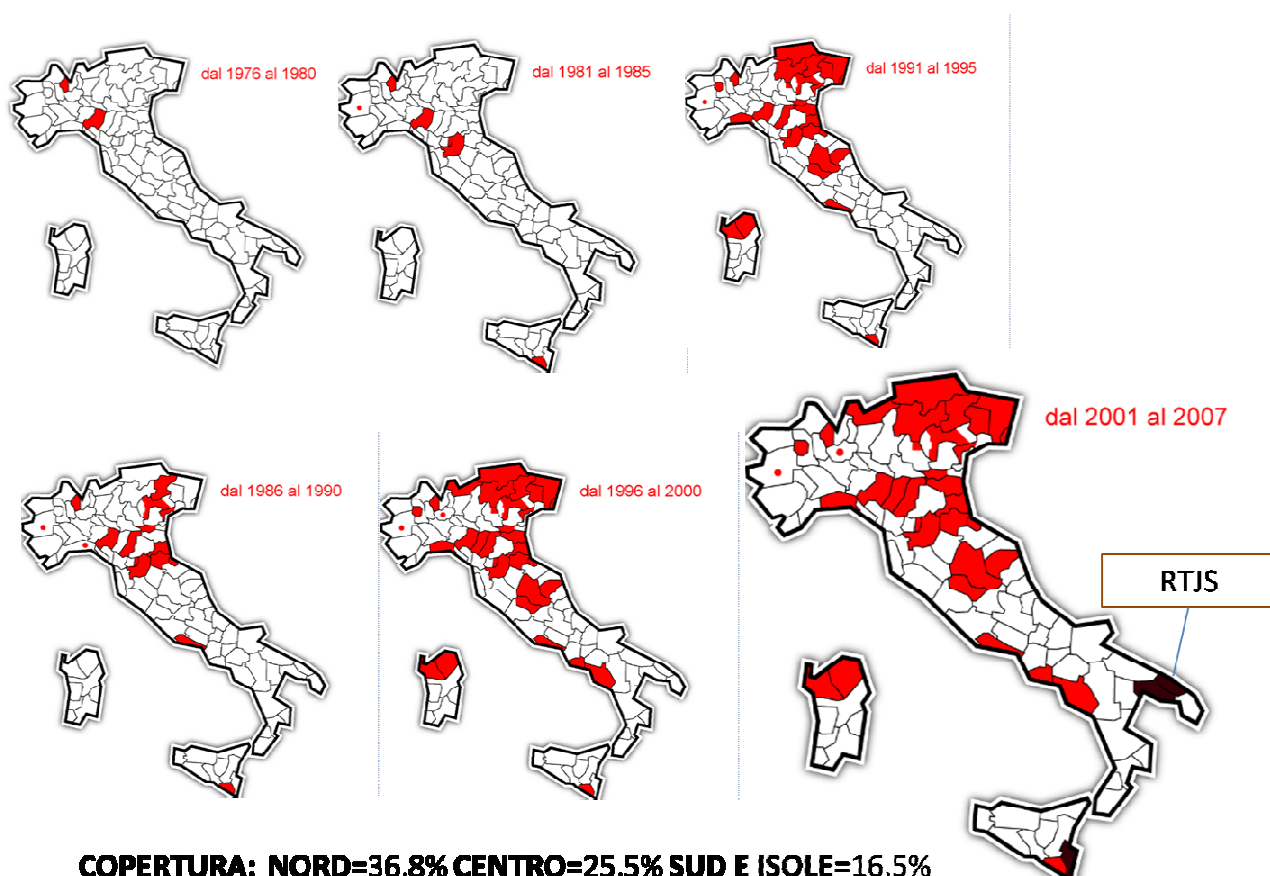 dal 1976 al 1980
dal 1981 al 1985
dal 1991 al 1995
dal 1986 al 1990
dal 1996 al 2000
dal 2001 al 2007
RTJS
COPERTURA: NORD=36.8% CENTRO=25.5% SUD E ISOLE=16.5%